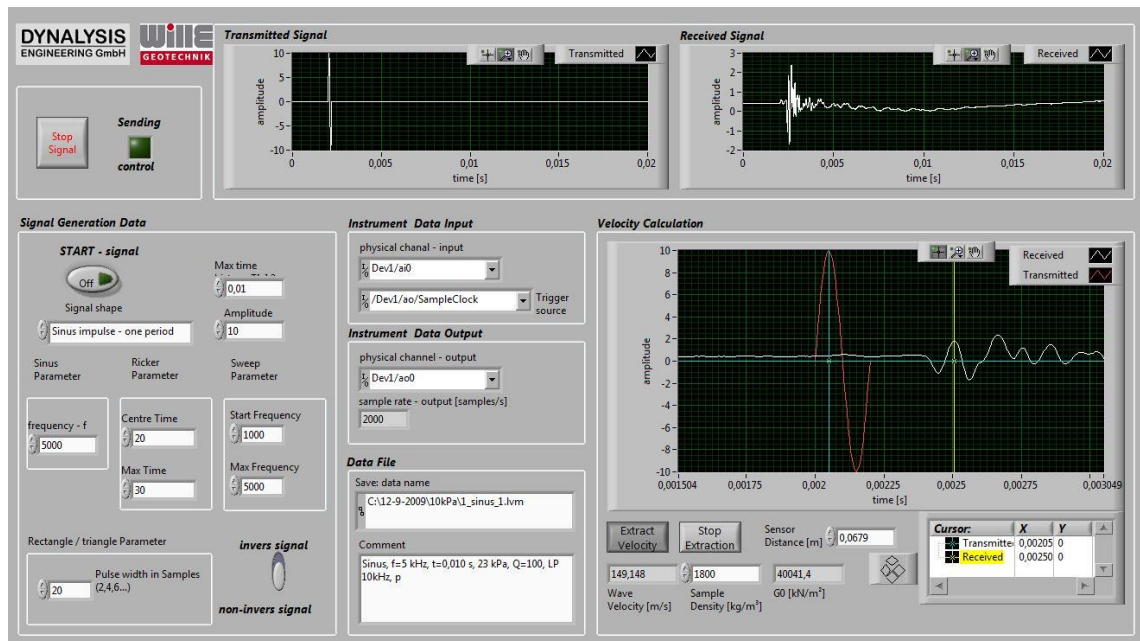 DYNALYSIS
ENGINEERING GmbH
WillE
GEOTECHNIK
Stop
Signal
Sending
control
Transmitted Signal
Transmitted
amplitude
10
5
0
-5
-10
0 0,005 0,01 0,015 0,02
time [s]
Received Signal
Received
amplitude
3
2
1
0
-1
-2
0 0,005 0,01 0,015 0,02
time [s]
Signal Generation Data
START - signal
Off
Signal shape
Sinus impulse - one period
Max time
0,01
Amplitude
10
Sinus
Parameter
Ricker
Parameter
Sweep
Parameter
frequency - f
5000
Centre Time
20
Max Time
30
Start Frequency
1000
Max Frequency
5000
Rectangle / triangle Parameter
20
Pulse width in Samples
(2,4,6...)
invers signal
non-invers signal
Instrument Data Input
physical chanal - input
Dev1/ai0
/Dev1/ao/SampleClock
Trigger
source
Instrument Data Output
physical channel - output
Dev1/ao0
sample rate - output [samples/s]
2000
Data File
Save: data name
C:\12-9-2009\10kPa\1_sinus_1.lvm
Comment
Sinus, f=5 kHz, t=0,010 s, 23 kPa, Q=100, LP
10kHz, p
Velocity Calculation
Received
Transmitted
amplitude
10
8
6
4
2
0
-2
-4
-6
-8
-10
0,001504 0,00175 0,002 0,00225 0,0025 0,00275 0,003049
time [s]
Extract
Velocity
Stop
Extraction
Sensor
Distance [m]
0,0679
149,148
1800
40041,4
Wave
Velocity [m/s]
Sample
Density [kg/m³]
G0 [kN/m²]
Cursor: X Y
Transmitte 0,00205 0
Received 0,00250 0